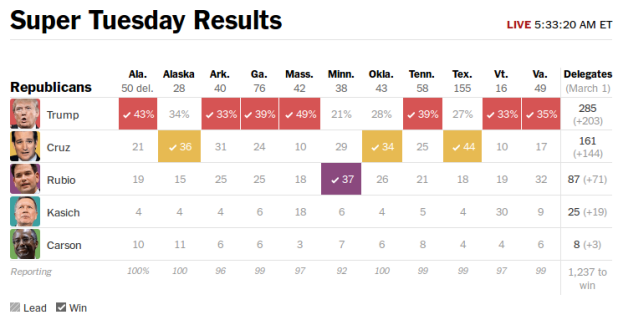 Super Tuesday Results
LIVE 5:33:20 AM ET
Ala. Alaska Ark. Ga. Mass. Minn. Okla. Tenn. Tex. Vt. Va. Delegates
Republicans 50 del. 28 40 76 42 38 43 58 155 16 49 (March 1)
Trump ✓ 43% 34% ✓ 33% ✓ 39% ✓ 49% 21% 28% ✓ 39% 27% ✓ 33% ✓ 35% 285 (+203)
Cruz 21 ✓ 36 31 24 10 29 ✓ 34 25 ✓ 44 10 17 161 (+144)
Rubio 19 15 25 25 18 ✓ 37 26 21 18 19 32 87 (+71)
Kasich 4 4 4 6 18 6 4 5 4 30 9 25 (+19)
Carson 10 11 6 6 3 7 6 8 4 4 6 8 (+3)
Reporting 100% 100 96 99 97 92 100 99 99 97 99 1,237 to win
Lead ✓ Win